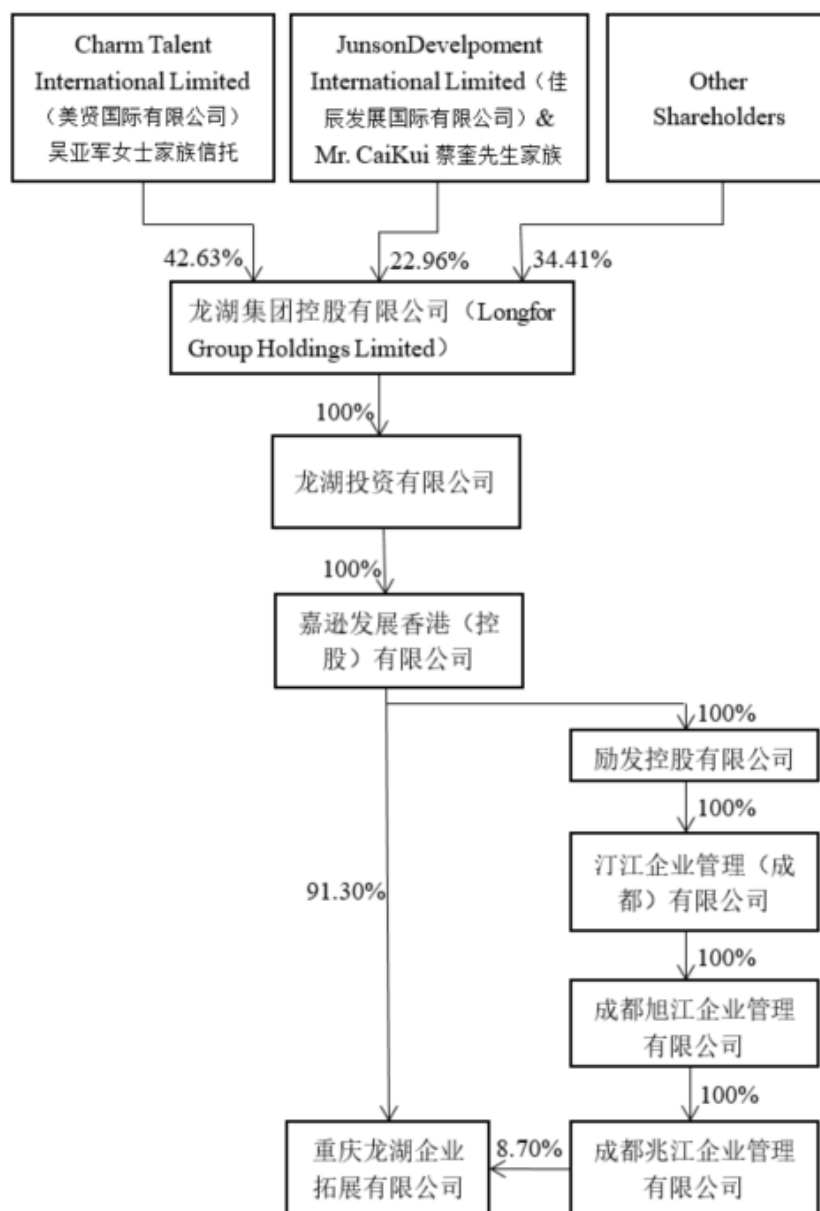 Charm Talent
International Limited
（美贤国际有限公司）
吴亚军女士家族信托
JunsonDevelpoment
International Limited（佳
辰发展国际有限公司）&
Mr. CaiKui 蔡奎先生家族
Other
Shareholders
42.63%
22.96%
34.41%
龙湖集团控股有限公司（Longfor
Group Holdings Limited）
100%
龙湖投资有限公司
100%
嘉逊发展香港（控
股）有限公司
100%
励发控股有限公司
100%
汀江企业管理（成
都）有限公司
91.30%
100%
成都旭江企业管理
有限公司
100%
重庆龙湖企业
拓展有限公司
8.70%
成都兆江企业管理
有限公司